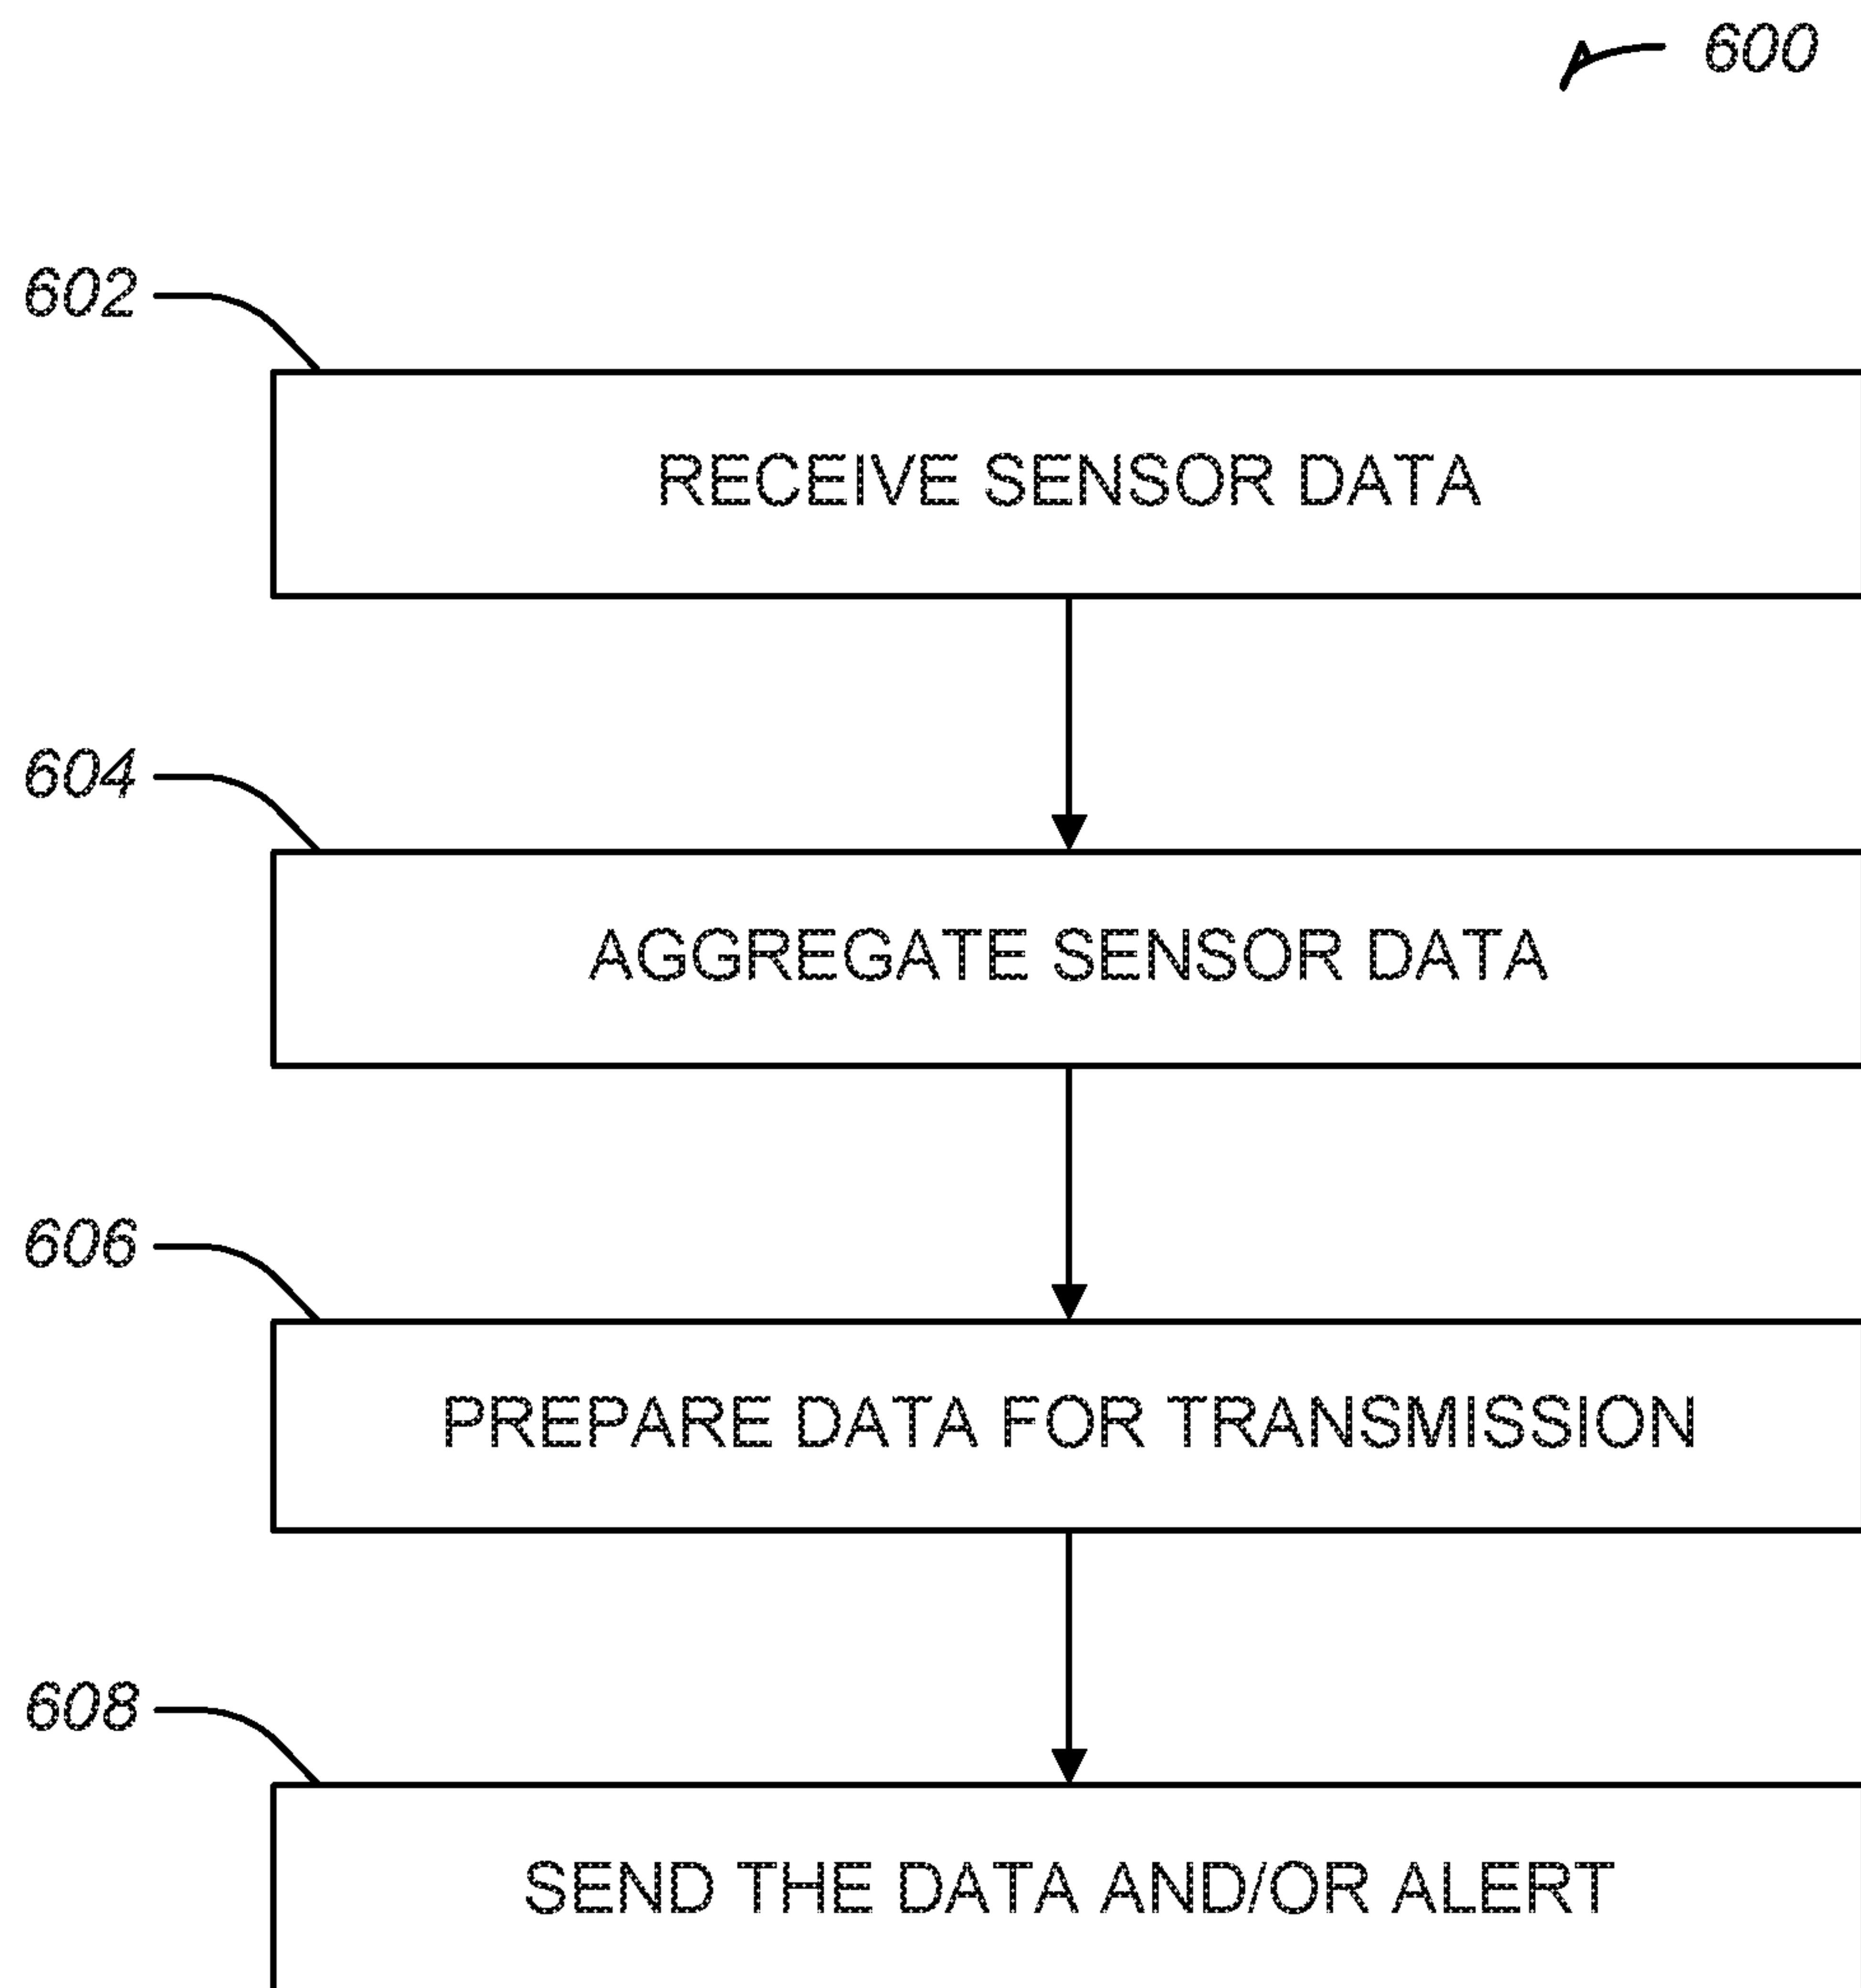 600
602
RECEIVE SENSOR DATA
604
AGGREGATE SENSOR DATA
606
PREPARE DATA FOR TRANSMISSION
608
SEND THE DATA AND/OR ALERT